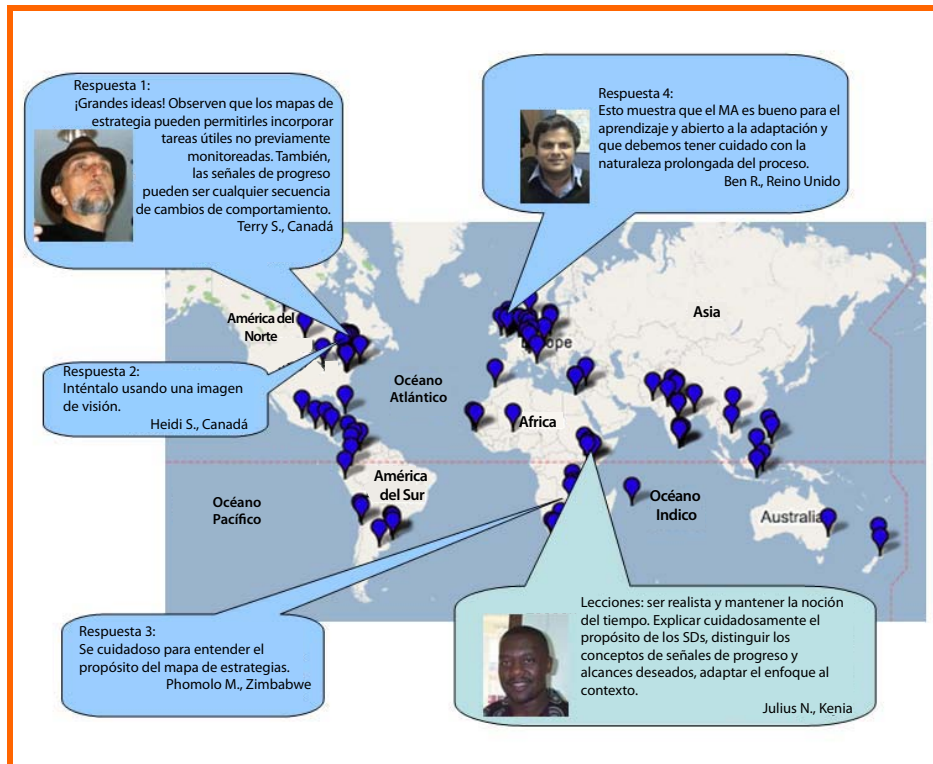 Respuesta 1:
¡Grandes ideas! Observen que los mapas de
estrategia pueden permitirles incorporar
tareas útiles no previamente
monitoreadas. También,
las señales de progreso
pueden ser cualquier secuencia
de cambios de comportamiento.
Terry S., Canadá
Respuesta 4:
Esto muestra que el MA es bueno para el
aprendizaje y abierto a la adaptación y
que debemos tener cuidado con la
naturaleza prolongada del proceso.
Ben R., Reino Unido
América del
Norte
Europe
Asia
Respuesta 2:
Inténtalo usando una imagen
de visión.
Heidi S., Canadá
Océano
Atlántico
Africa
América
del Sur
Océano
Pacífico
Océano
Indico
Australia
Respuesta 3:
Se cuidadoso para entender el
propósito del mapa de estrategias.
Phomolo M., Zimbabwe
Lecciones: ser realista y mantener la noción
del tiempo. Explicar cuidadosamente el
propósito de los SDs, distinguir los
conceptos de señales de progreso y
alcances deseados, adaptar el enfoque al
contexto.
Julius N., Kenia